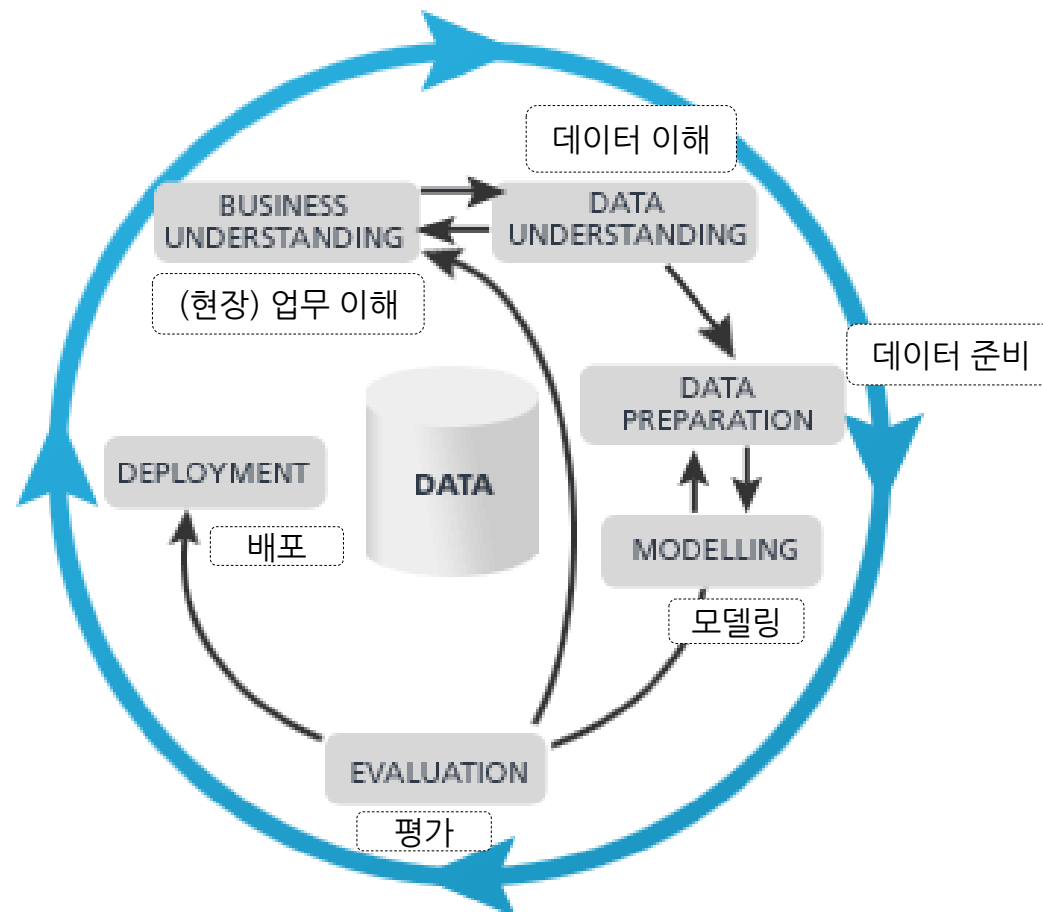 데이터 이해
BUSINESS
UNDERSTANDING
DATA
UNDERSTANDING
(현장) 업무 이해
데이터 준비
DATA
PREPARATION
DEPLOYMENT
DATA
배포
MODELLING
모델링
EVALUATION
평가